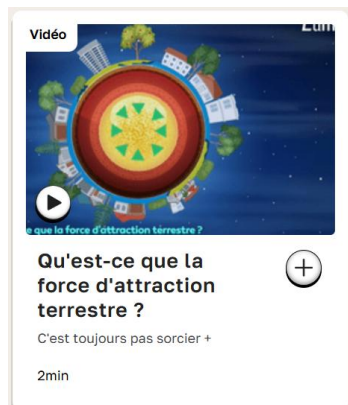 Vidéo
e que la force d'attraction terrestre ?
Qu'est-ce que la
force d'attraction
terrestre ?
C'est toujours pas sorcier +
2min